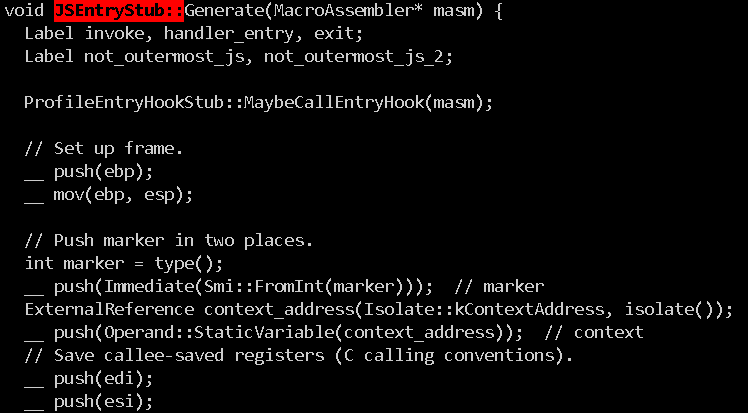 void JSEntryStub::Generate(MacroAssembler* masm) {
  Label invoke, handler_entry, exit;
  Label not_outermost_js, not_outermost_js_2;

  ProfileEntryHookStub::MaybeCallEntryHook(masm);

  // Set up frame.
  __ push(ebp);
  __ mov(ebp, esp);

  // Push marker in two places.
  int marker = type();
  __ push(Immediate(Smi::FromInt(marker)));  // marker
  ExternalReference context_address(Isolate::kContextAddress, isolate());
  __ push(Operand::StaticVariable(context_address));  // context
  // Save callee-saved registers (C calling conventions).
  __ push(edi);
  __ push(esi);